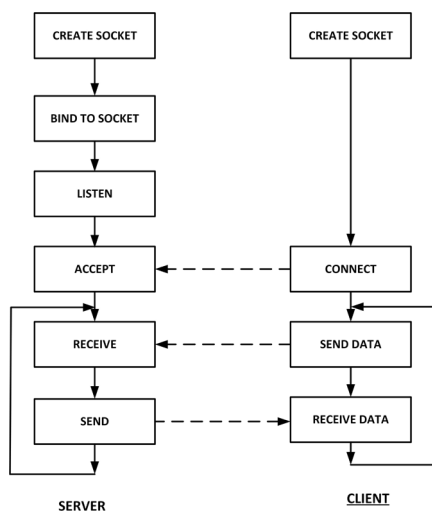 CREATE SOCKET
CREATE SOCKET
BIND TO SOCKET
LISTEN
ACCEPT
CONNECT
RECEIVE
SEND DATA
SEND
RECEIVE DATA
SERVER
CLIENT